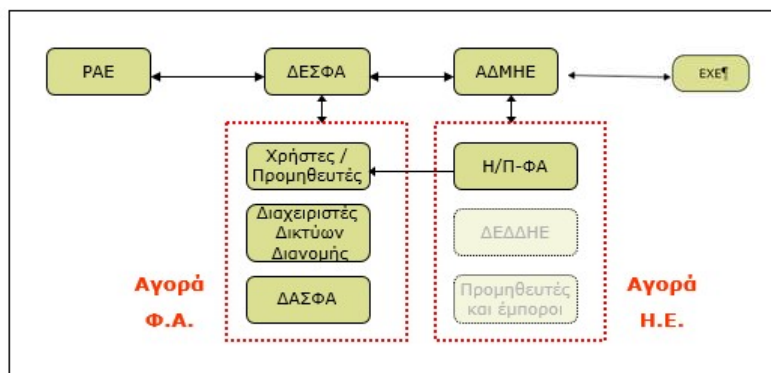 ΡΑΕ
ΔΕΣΦΑ
ΑΔΜΗΕ
ΕΧΕ¶
Χρήστες /
Προμηθευτές
Η/Π-ΦΑ
Διαχειριστές
Δικτύων
Διανομής
ΔΕΔΔΗΕ
ΔΑΣΦΑ
Προμηθευτές
και έμποροι
Αγορά
Φ.Α.
Αγορά
Η.Ε.